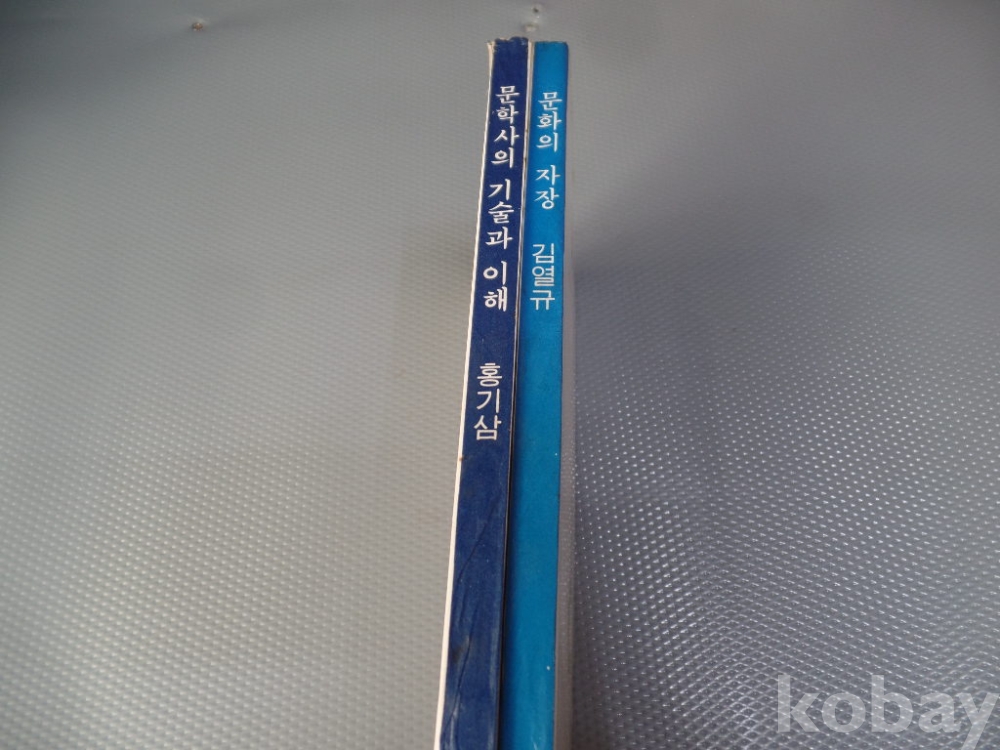 문학사의 기술과 이해 홍기삼
문화의 자장 김열규
kobay